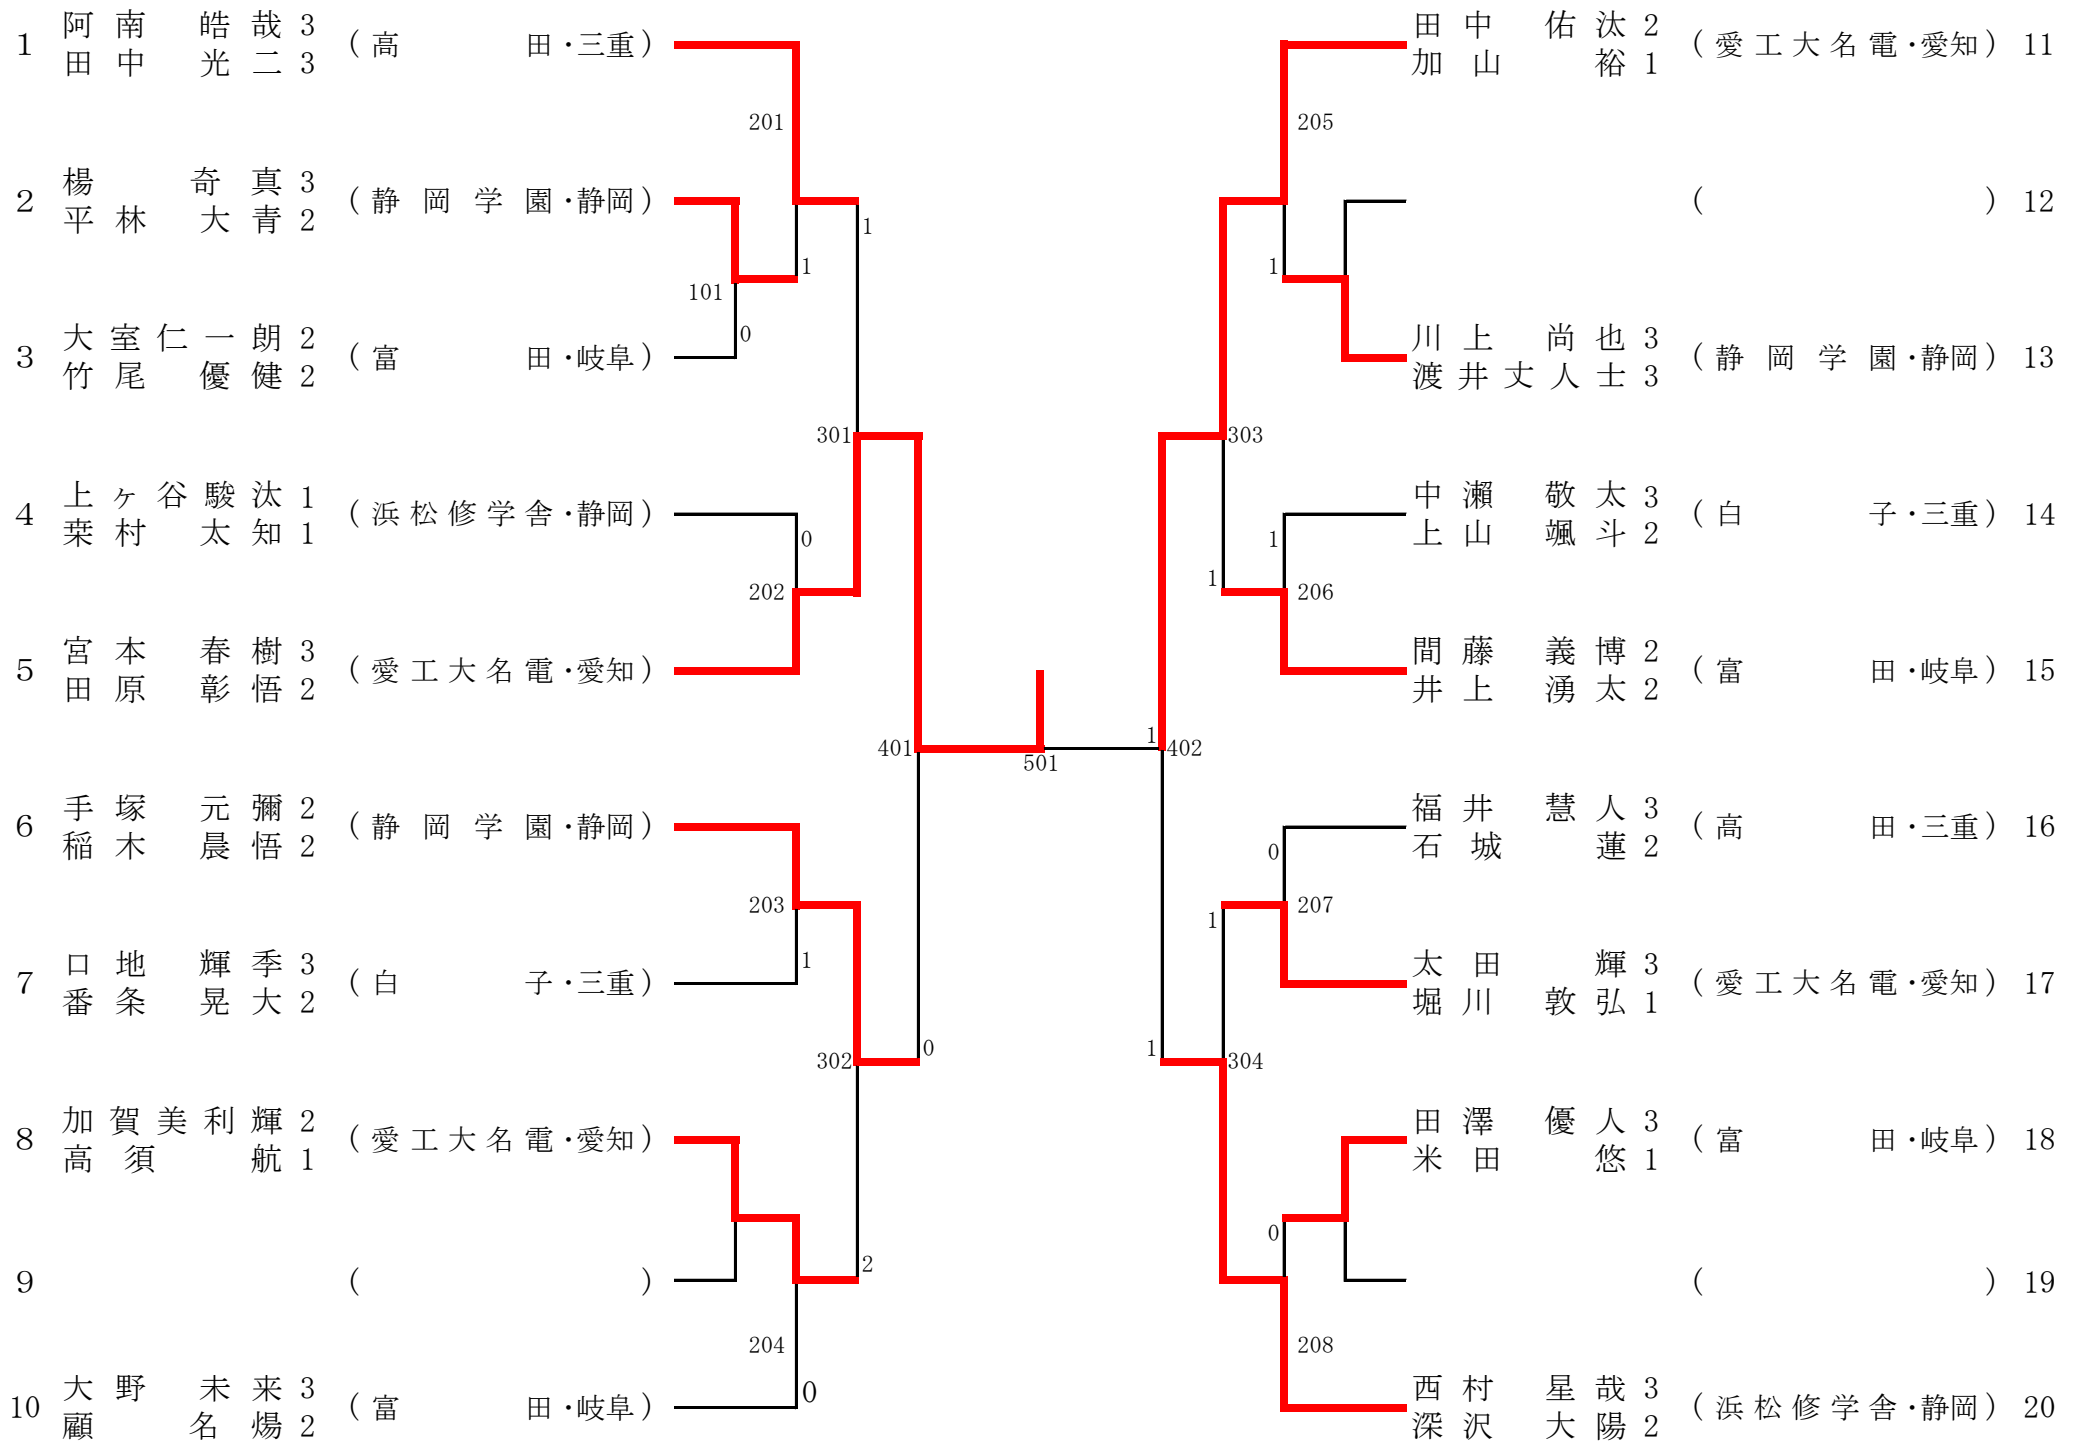 1 阿南 皓哉 3 (高 田・三重)
田中 光二 3
2 楊 奇真 3 (静岡学園・静岡)
平林 大青 2
3 大室仁一朗 2 (富 田・岐阜)
竹尾 優健 2
4 上ヶ谷駿汰 1 (浜松修学舎・静岡)
桒村 太知 1
5 宮本 春樹 3 (愛工大名電・愛知)
田原 彰悟 2
6 手塚 元彌 2 (静岡学園・静岡)
稲木 晨悟 2
7 口地 輝季 3 (白 子・三重)
番条 晃大 2
8 加賀美利輝 2 (愛工大名電・愛知)
高須 航 1
9 ( )
10 大野 未来 3 (富 田・岐阜)
顧 名煬 2
201
1
1
101
0
301
0
202
401
203
1
302
0
2
204
0
501
205
1
303
1
1
206
1
402
0
207
1
1
304
0
208
田中 佑汰 2 (愛工大名電・愛知) 11
加山 裕 1
( ) 12
川上 尚也 3 (静岡学園・静岡) 13
渡井丈人士 3
中瀬 敬太 3 (白 子・三重) 14
上山 颯斗 2
間藤 義博 2 (富 田・岐阜) 15
井上 湧太 2
福井 慧人 3 (高 田・三重) 16
石城 蓮 2
太田 輝 3 (愛工大名電・愛知) 17
堀川 敦弘 1
田澤 優人 3 (富 田・岐阜) 18
米田 悠 1
( ) 19
西村 星哉 3 (浜松修学舎・静岡) 20
深沢 大陽 2